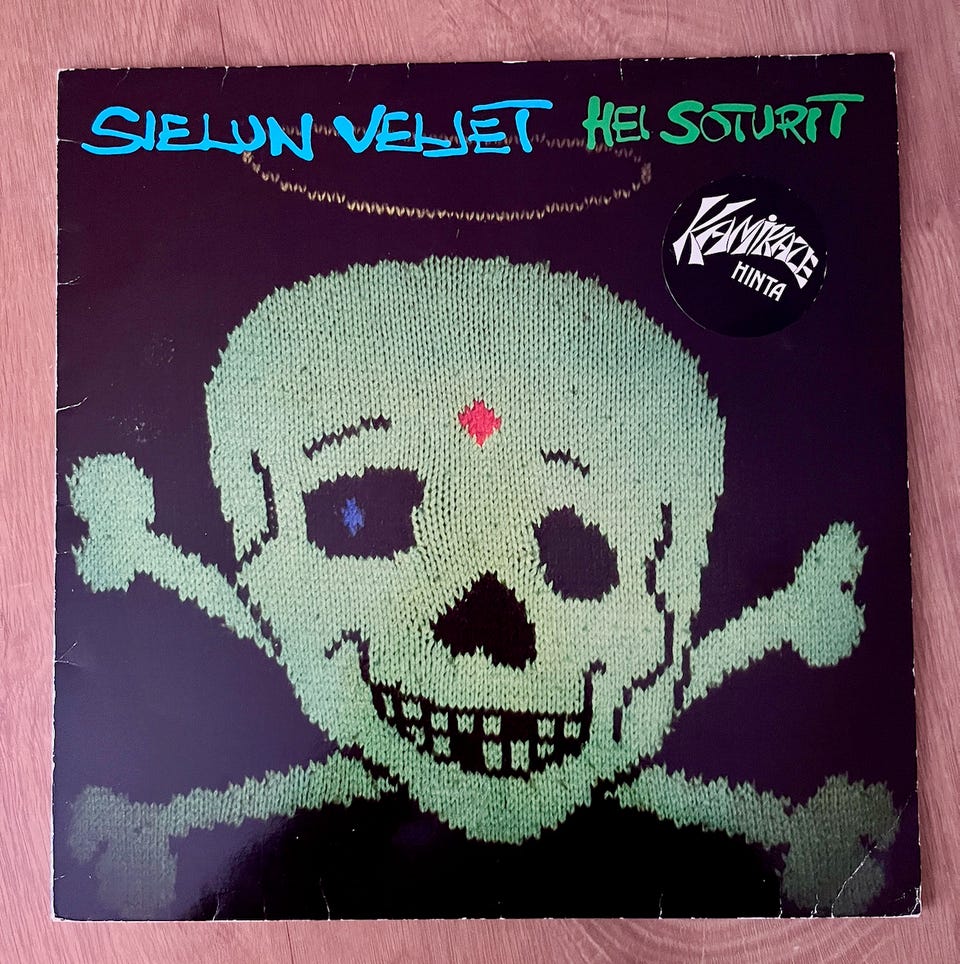 SIELUN VELJET HEI SOTURIT
KAMIKAZE
HINTA